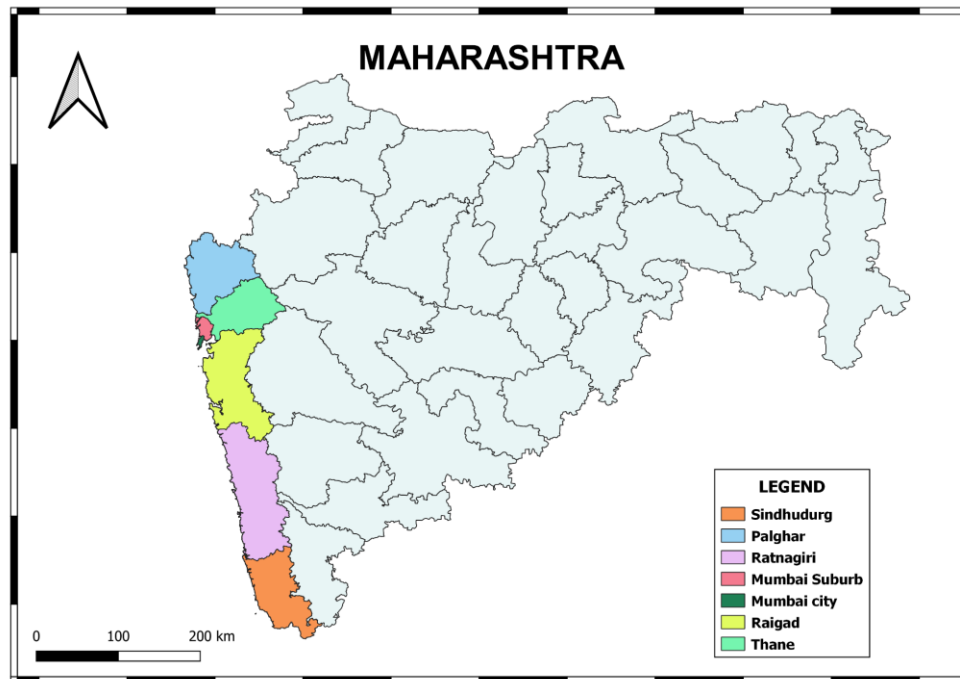 MAHARASHTRA
LEGEND
Sindhudurg
Palghar
Ratnagiri
Mumbai Suburb
Mumbai city
Raigad
Thane
0 100 200 km